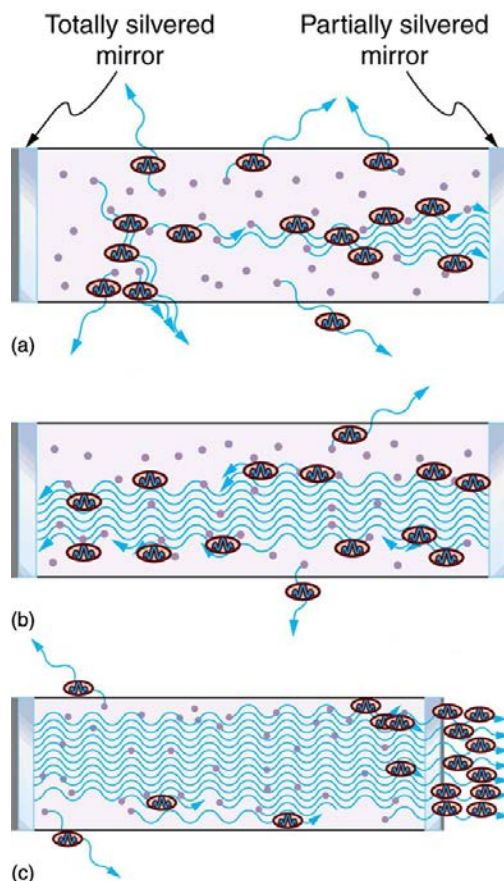 Totally silvered
mirror
Partially silvered
mirror
(a)
(b)
(c)